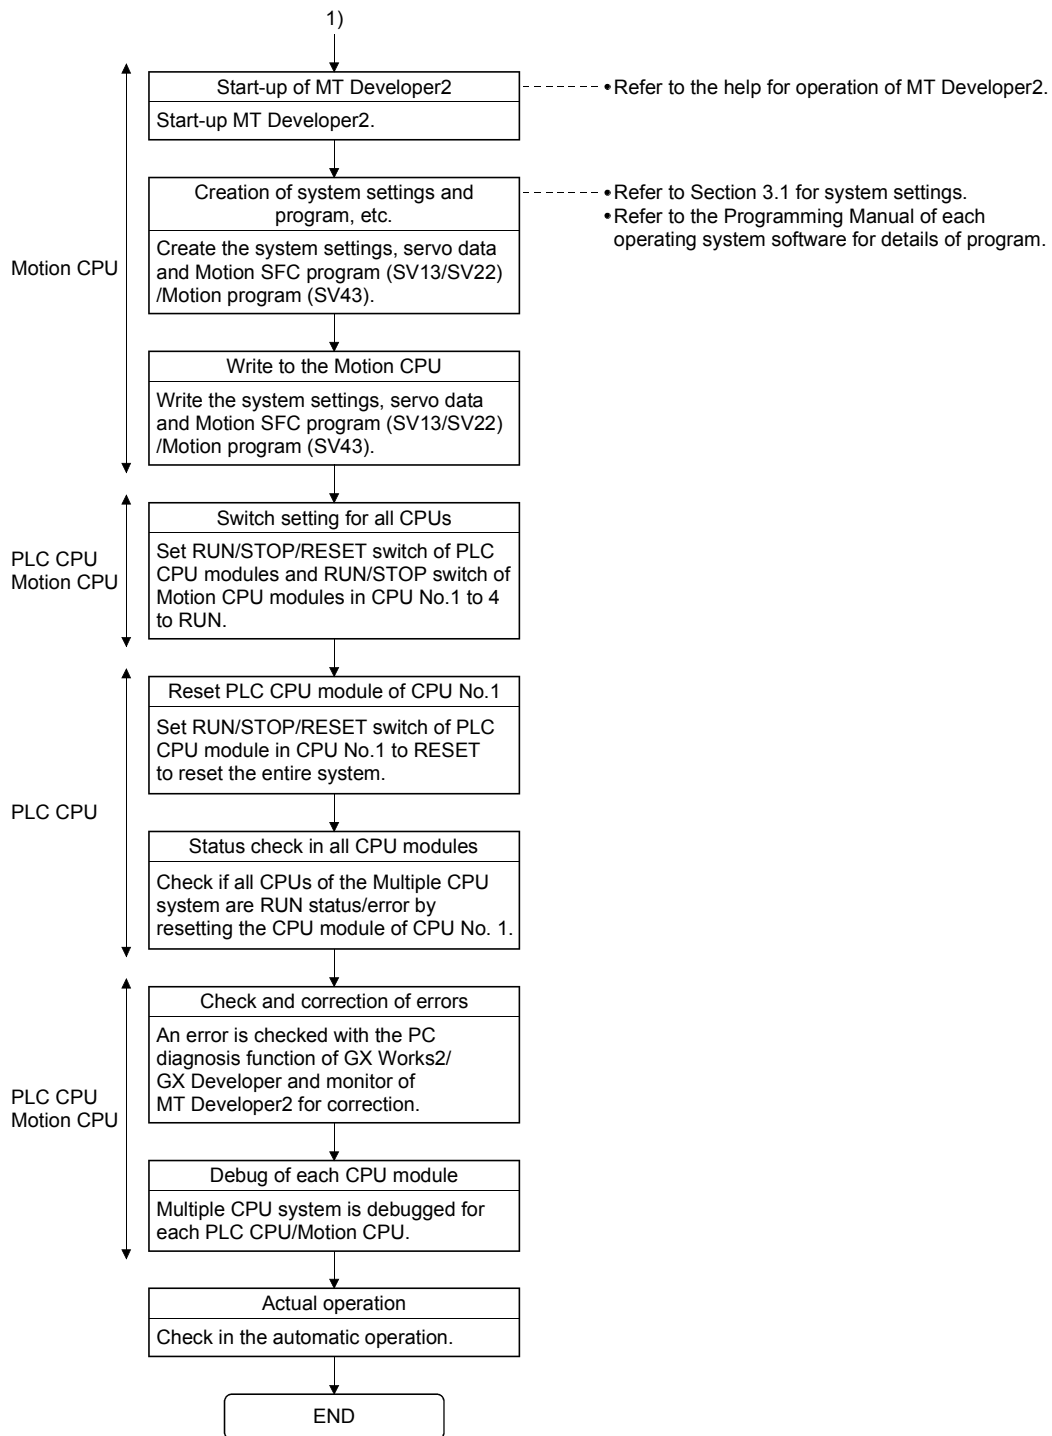 1)
Start-up of MT Developer2
Start-up MT Developer2.
•Refer to the help for operation of MT Developer2.
Creation of system settings and
program, etc.
Create the system settings, servo data
and Motion SFC program (SV13/SV22)
/Motion program (SV43).
•Refer to Section 3.1 for system settings.
•Refer to the Programming Manual of each
operating system software for details of program.
Motion CPU
Write to the Motion CPU
Write the system settings, servo data
and Motion SFC program (SV13/SV22)
/Motion program (SV43).
Switch setting for all CPUs
Set RUN/STOP/RESET switch of PLC
CPU modules and RUN/STOP switch of
Motion CPU modules in CPU No.1 to 4
to RUN.
PLC CPU
Motion CPU
Reset PLC CPU module of CPU No.1
Set RUN/STOP/RESET switch of PLC
CPU module in CPU No.1 to RESET
to reset the entire system.
PLC CPU
Status check in all CPU modules
Check if all CPUs of the Multiple CPU
system are RUN status/error by
resetting the CPU module of CPU No. 1.
Check and correction of errors
An error is checked with the PC
diagnosis function of GX Works2/
GX Developer and monitor of
MT Developer2 for correction.
PLC CPU
Motion CPU
Debug of each CPU module
Multiple CPU system is debugged for
each PLC CPU/Motion CPU.
Actual operation
Check in the automatic operation.
END